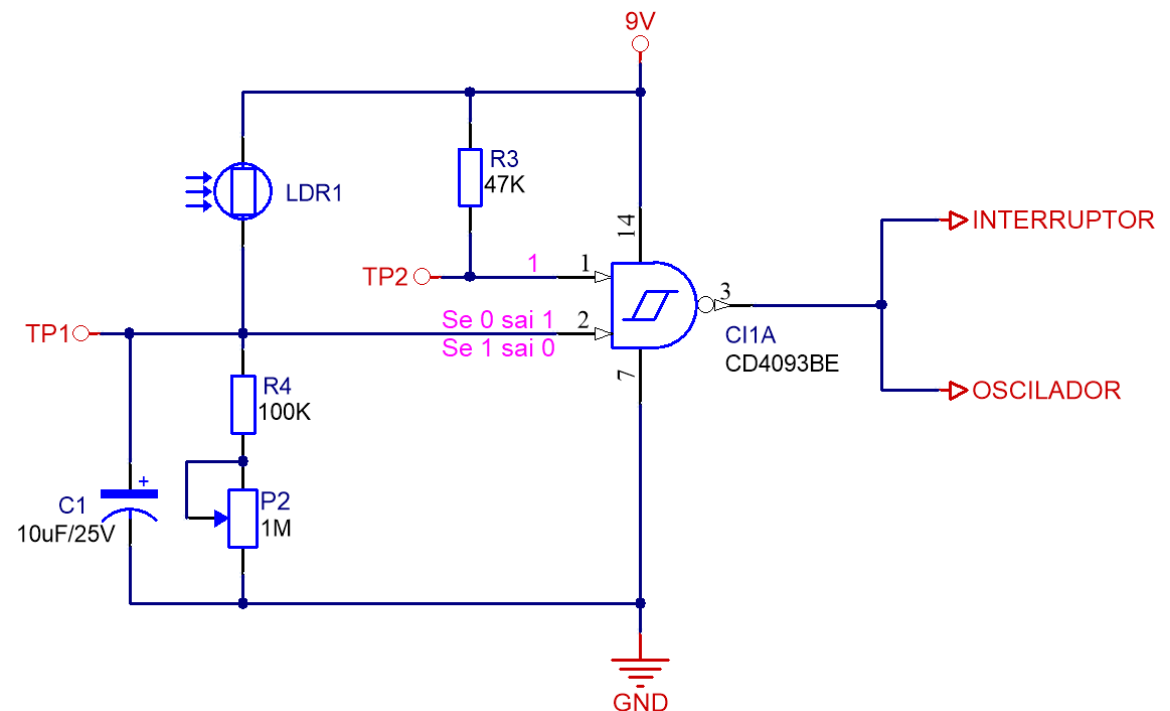 9V
R3
47K
LDR1
14
INTERRUPTOR
TP2
1
1
TP1
Se 0 sai 1
Se 1 sai 0
2
3
CI1A
CD4093BE
7
R4
100K
OSCILADOR
+
C1
10uF/25V
P2
1M
GND